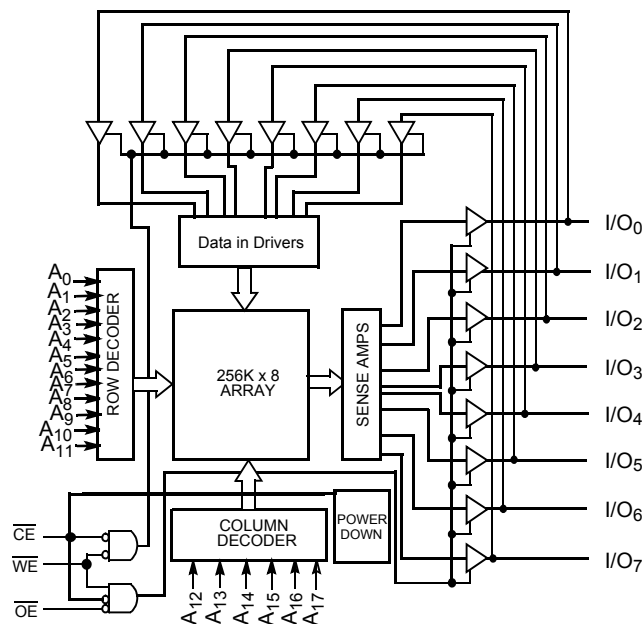 Data in Drivers
A0
A1
A2
A3
A4
A5
A6
A7
A8
A9
A10
A11
ROW DECODER
256K x 8
ARRAY
SENSE AMPS
I/O0
I/O1
I/O2
I/O3
I/O4
I/O5
I/O6
I/O7
CE
WE
OE
COLUMN
DECODER
POWER
DOWN
A12
A13
A14
A15
A16
A17